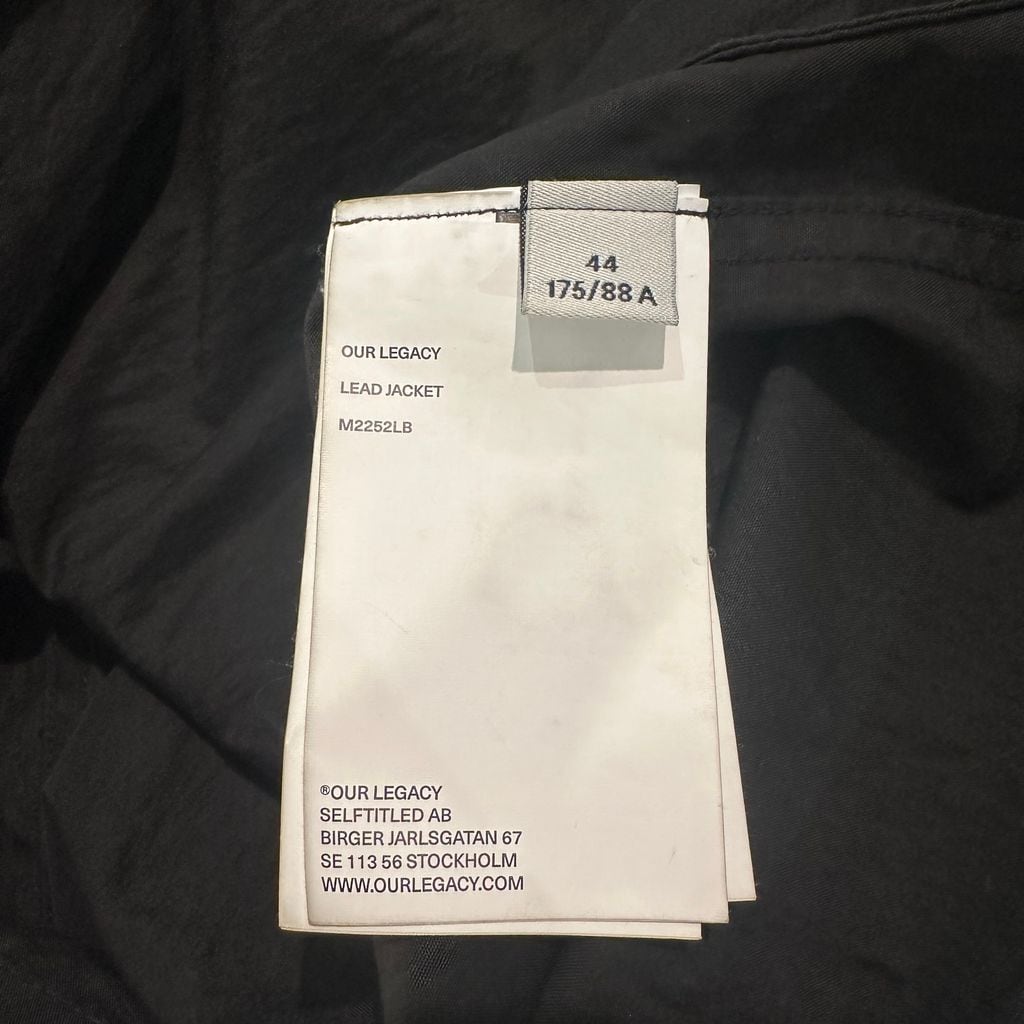 44
175/88 A
OUR LEGACY
LEAD JACKET
M2252LB
®OUR LEGACY
SELFTITLED AB
BIRGER JARLSGATAN 67
SE 113 56 STOCKHOLM
WWW.OURLEGACY.COM